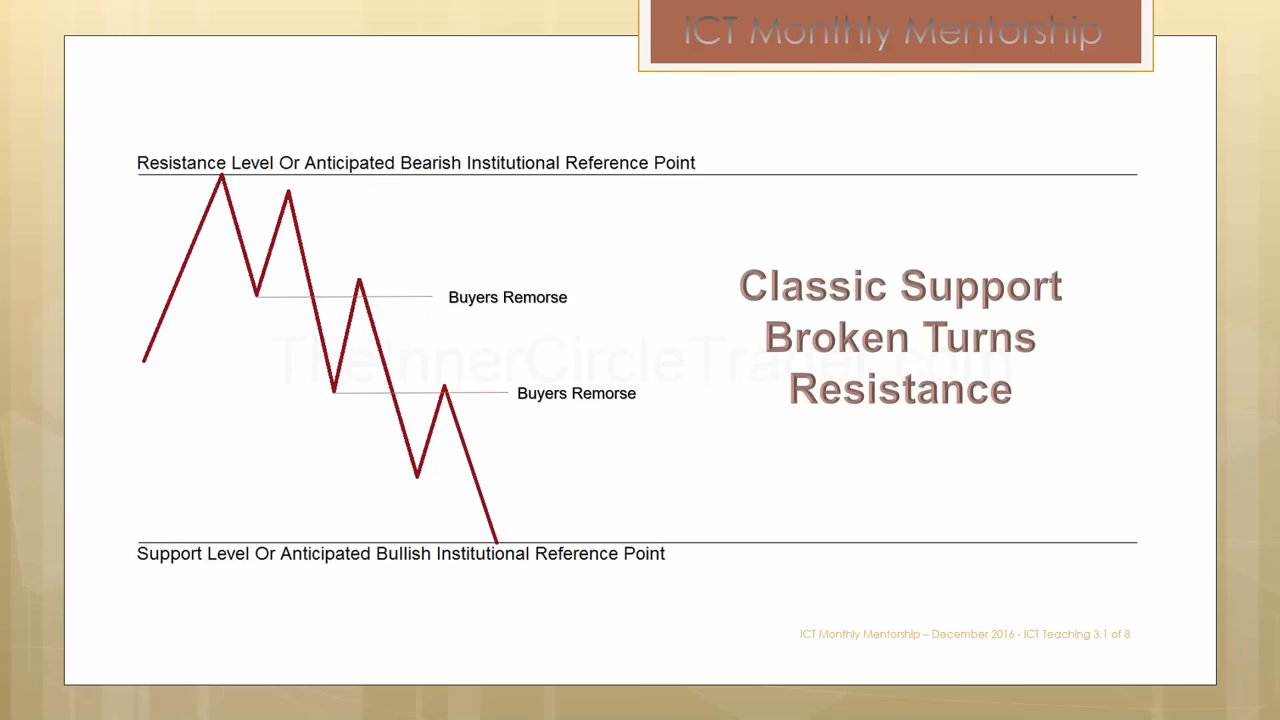 ICT Monthly Mentorship
Resistance Level Or Anticipated Bearish Institutional Reference Point
Buyers Remorse
Classic Support
Broken Turns
Resistance
TheInnerCircleTrader.com
Buyers Remorse
Support Level Or Anticipated Bullish Institutional Reference Point
ICT Monthly Mentorship – December 2016 - ICT Teaching 3.1 of 8